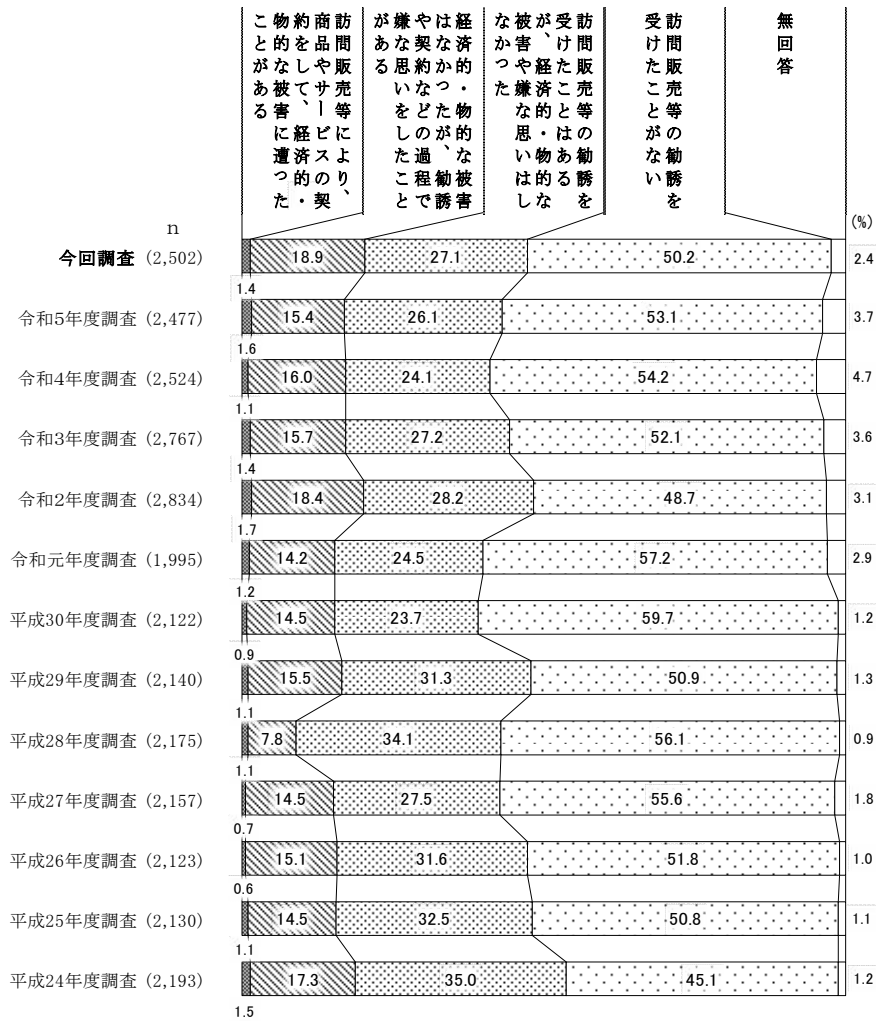 訪問販売等により、
商品やサービスの契
約をして、経済的・
物的な被害に遭った
ことがある
経済的・物的な被害
はなかったが、勧誘
や契約などの過程で
嫌な思いをしたこと
がある
訪問販売等の勧誘を
受けたことはある
が、経済的・物的な
被害や嫌な思いはし
なかった
訪問販売等の勧誘を
受けたことがない
無回答
n
(%)
今回調査 (2,502) 18.9 27.1 50.2 2.4
1.4
令和5年度調査 (2,477) 15.4 26.1 53.1 3.7
1.6
令和4年度調査 (2,524) 16.0 24.1 54.2 4.7
1.1
令和3年度調査 (2,767) 15.7 27.2 52.1 3.6
1.4
令和2年度調査 (2,834) 18.4 28.2 48.7 3.1
1.7
令和元年度調査 (1,995) 14.2 24.5 57.2 2.9
1.2
平成30年度調査 (2,122) 14.5 23.7 59.7 1.2
0.9
平成29年度調査 (2,140) 15.5 31.3 50.9 1.3
1.1
平成28年度調査 (2,175) 7.8 34.1 56.1 0.9
1.1
平成27年度調査 (2,157) 14.5 27.5 55.6 1.8
0.7
平成26年度調査 (2,123) 15.1 31.6 51.8 1.0
0.6
平成25年度調査 (2,130) 14.5 32.5 50.8 1.1
1.1
平成24年度調査 (2,193) 17.3 35.0 45.1 1.2
1.5